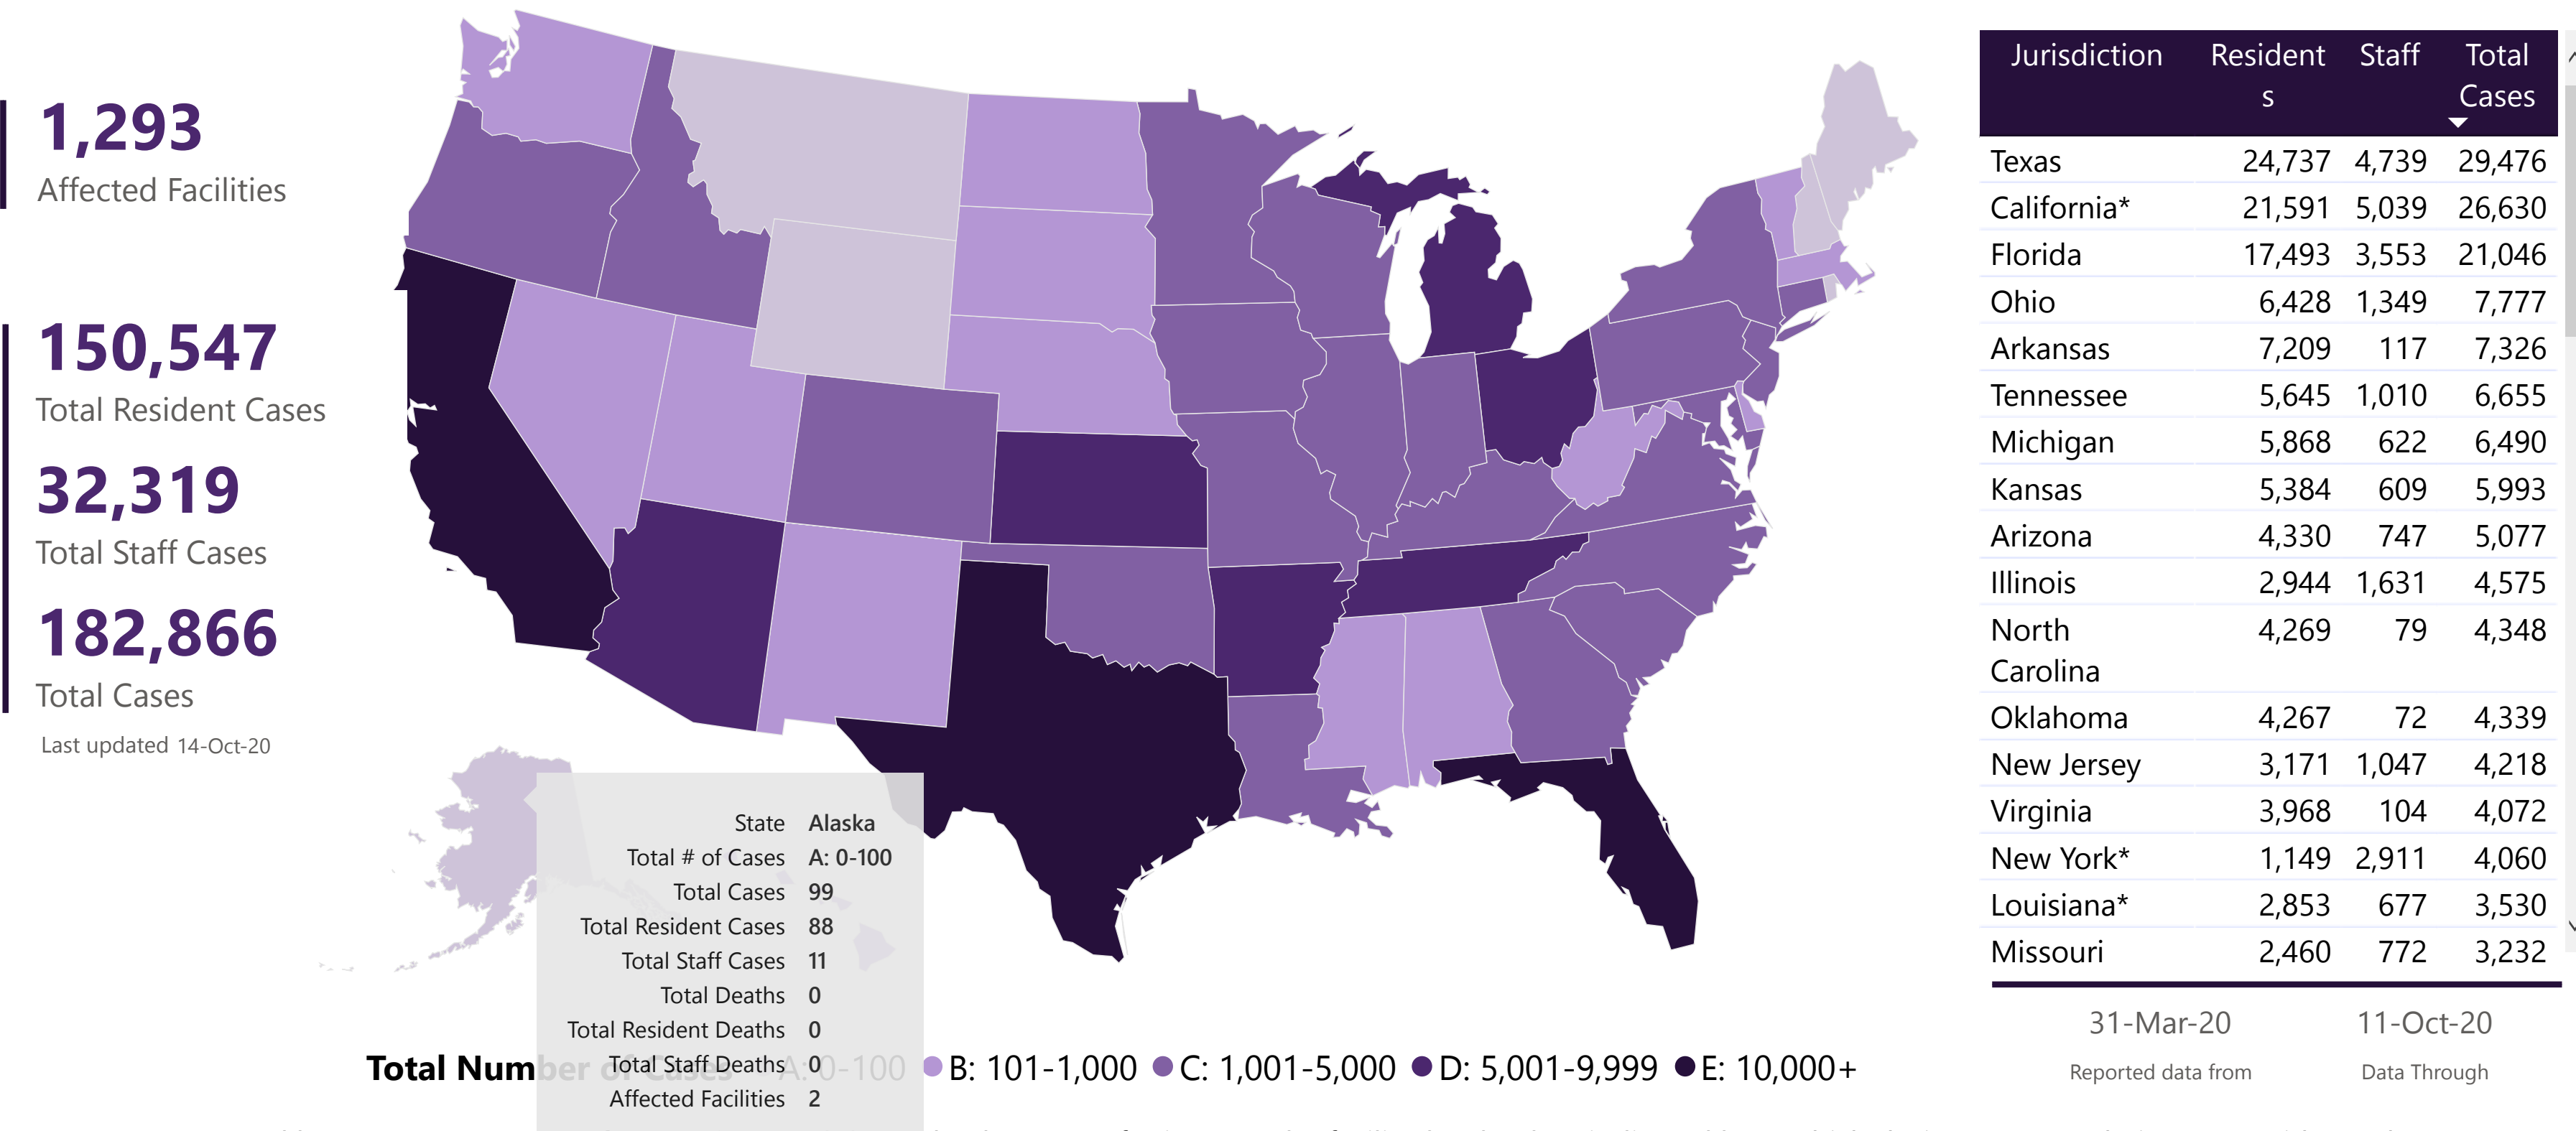 1,293
Affected Facilities
150,547
Total Resident Cases
32,319
Total Staff Cases
182,866
Total Cases
Last updated 14-Oct-20
State Alaska
Total # of Cases A: 0-100
Total Cases 99
Total Resident Cases 88
Total Staff Cases 11
Total Deaths 0
Total Resident Deaths 0
Total Staff Deaths 0
Affected Facilities 2
Total Number of Cases A: 0-100 B: 101-1,000 C: 1,001-5,000 D: 5,001-9,999 E: 10,000+
Jurisdiction Resident Staff Total
s Cases
Texas 24,737 4,739 29,476
California* 21,591 5,039 26,630
Florida 17,493 3,553 21,046
Ohio 6,428 1,349 7,777
Arkansas 7,209 117 7,326
Tennessee 5,645 1,010 6,655
Michigan 5,868 622 6,490
Kansas 5,384 609 5,993
Arizona 4,330 747 5,077
Illinois 2,944 1,631 4,575
North 4,269 79 4,348
Carolina
Oklahoma 4,267 72 4,339
New Jersey 3,171 1,047 4,218
Virginia 3,968 104 4,072
New York* 1,149 2,911 4,060
Louisiana* 2,853 677 3,530
Missouri 2,460 772 3,232
31-Mar-20 11-Oct-20
Reported data from Data Through